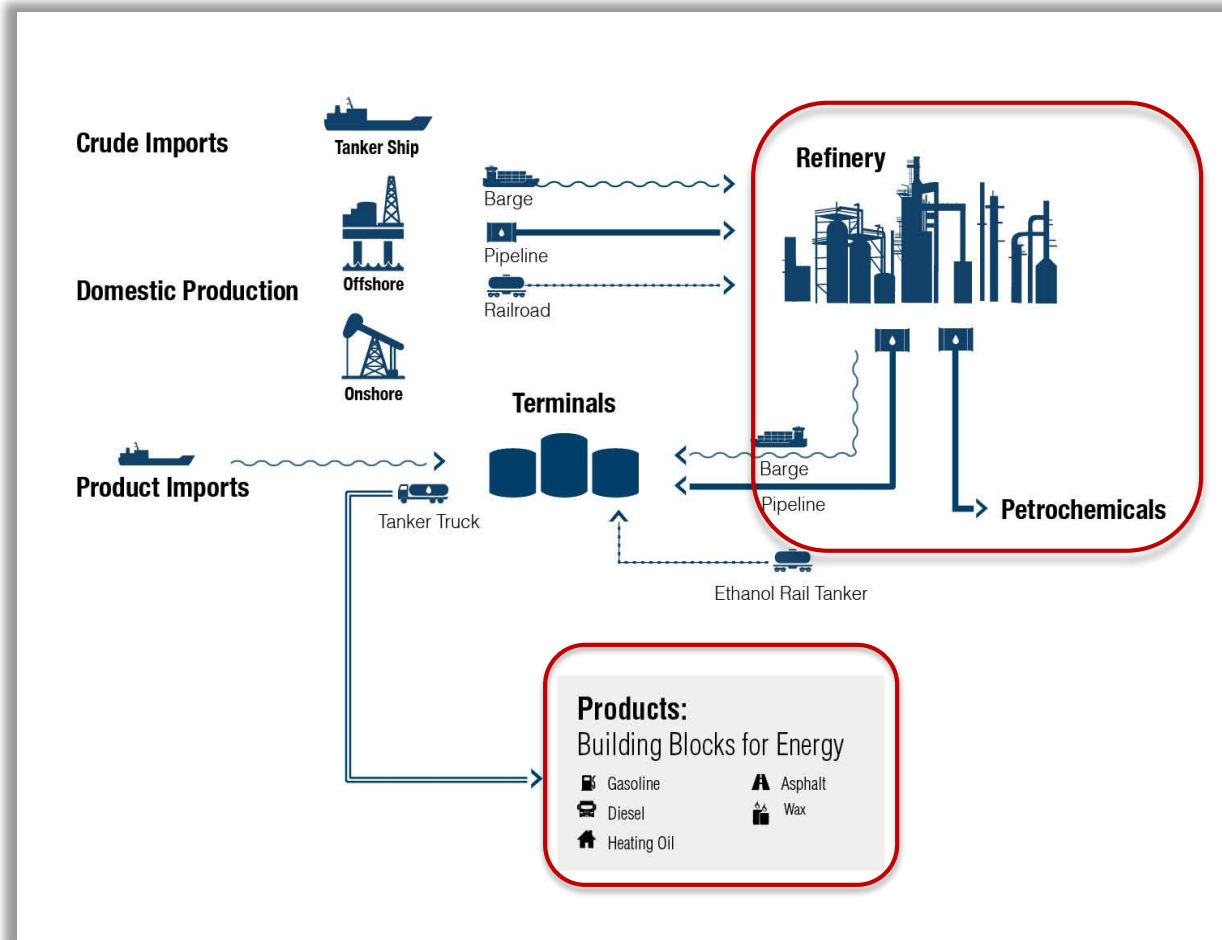 Crude Imports
Tanker Ship
Refinery
Barge
Pipeline
Domestic Production
Offshore
Railroad
Onshore
Terminals
Product Imports
Tanker Truck
Barge
Pipeline
Petrochemicals
Ethanol Rail Tanker
Products:
Building Blocks for Energy
Gasoline
Asphalt
Diesel
Wax
Heating Oil